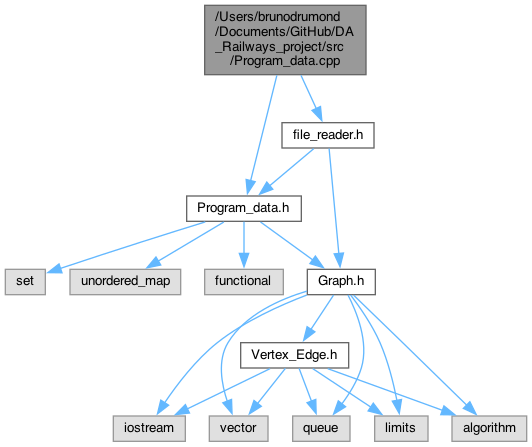 /Users/brunodrumond
/Documents/GitHub/DA
_Railways_project/src
/Program_data.cpp
file_reader.h
Program_data.h
set
unordered_map
functional
Graph.h
Vertex_Edge.h
iostream
vector
queue
limits
algorithm